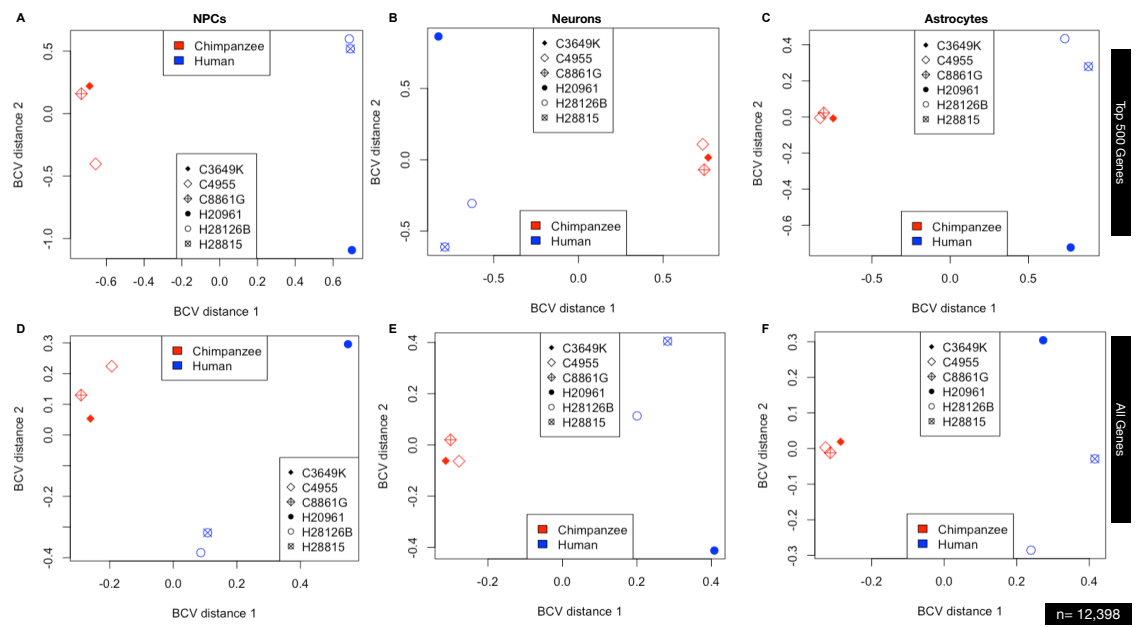 A
NPCs
B
Neurons
C
Astrocytes
BCV distance 2
0.5
0.0
-0.5
-1.0
Chimpanzee
Human
C3649K
C4955
C8861G
H20961
H28126B
H28815
-0.6
-0.4
-0.2
0.0
0.2
0.4
0.6
BCV distance 1
BCV distance 2
0.5
0.0
-0.5
C3649K
C4955
C8861G
H20961
H28126B
H28815
Chimpanzee
Human
-0.5
0.0
0.5
BCV distance 1
BCV distance 2
0.4
0.2
0.0
-0.2
-0.4
-0.6
C3649K
C4955
C8861G
H20961
H28126B
H28815
Chimpanzee
Human
-0.5
0.0
0.5
BCV distance 1
Top 500 Genes
D
BCV distance 2
0.3
0.2
0.1
0.0
-0.2
-0.4
Chimpanzee
Human
C3649K
C4955
C8861G
H20961
H28126B
H28815
-0.2
0.0
0.2
0.4
BCV distance 1
E
BCV distance 2
0.4
0.2
0.0
-0.2
-0.4
C3649K
C4955
C8861G
H20961
H28126B
H28815
Chimpanzee
Human
-0.2
0.0
0.2
0.4
BCV distance 1
F
BCV distance 2
0.3
0.2
0.1
0.0
-0.1
-0.2
-0.3
C3649K
C4955
C8861G
H20961
H28126B
H28815
Chimpanzee
Human
-0.2
0.0
0.2
0.4
BCV distance 1
All Genes
n= 12,398